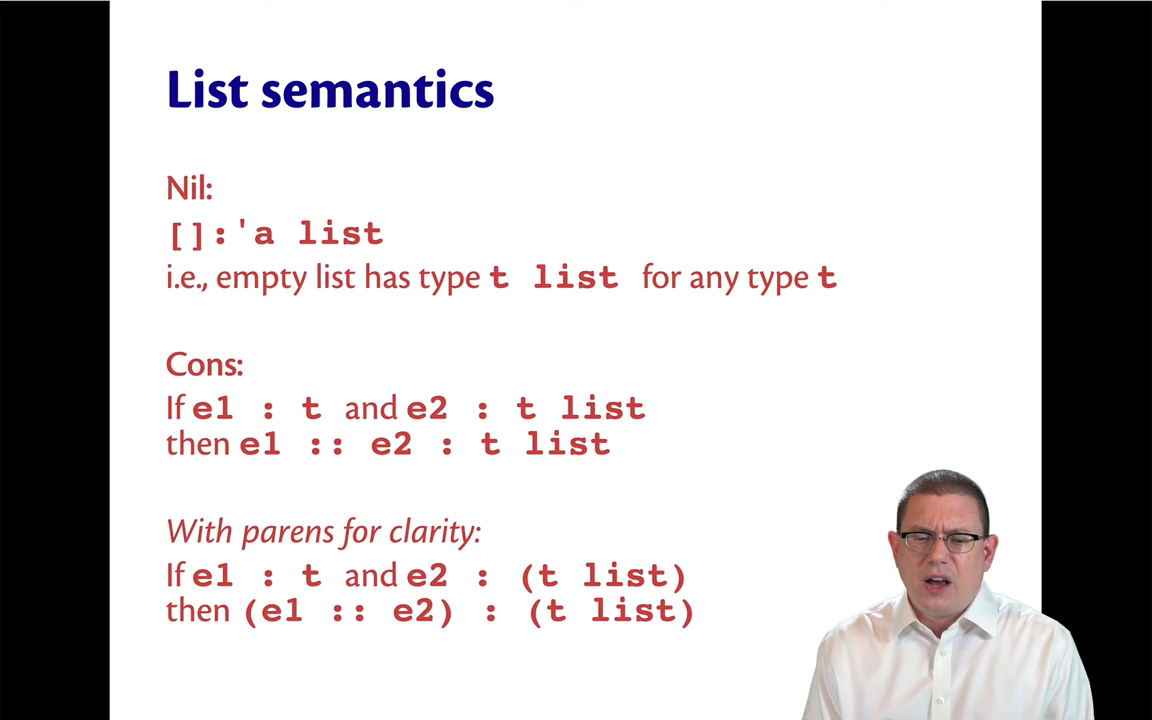 List semantics
Nil:
[]:'a list
i.e., empty list has type t list for any type t
Cons:
If e1 : t and e2 : t list
then e1 :: e2 : t list
With parens for clarity:
If e1 : t and e2 : (t list)
then (e1 :: e2) : (t list)